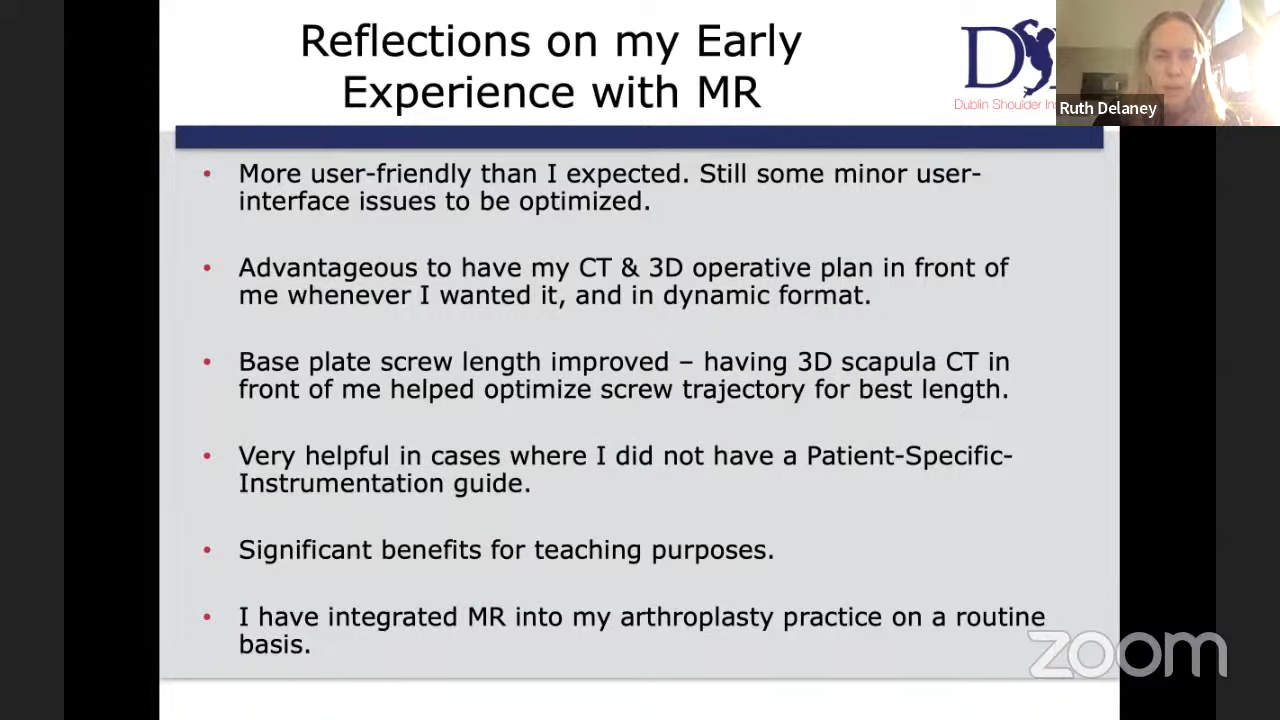 Reflections on my Early
Experience with MR
D
Dublin Shoulder Ins
Ruth Delaney
• More user-friendly than I expected. Still some minor user-
interface issues to be optimized.
• Advantageous to have my CT & 3D operative plan in front of
me whenever I wanted it, and in dynamic format.
• Base plate screw length improved – having 3D scapula CT in
front of me helped optimize screw trajectory for best length.
• Very helpful in cases where I did not have a Patient-Specific-
Instrumentation guide.
• Significant benefits for teaching purposes.
• I have integrated MR into my arthroplasty practice on a routine
basis.
zoom